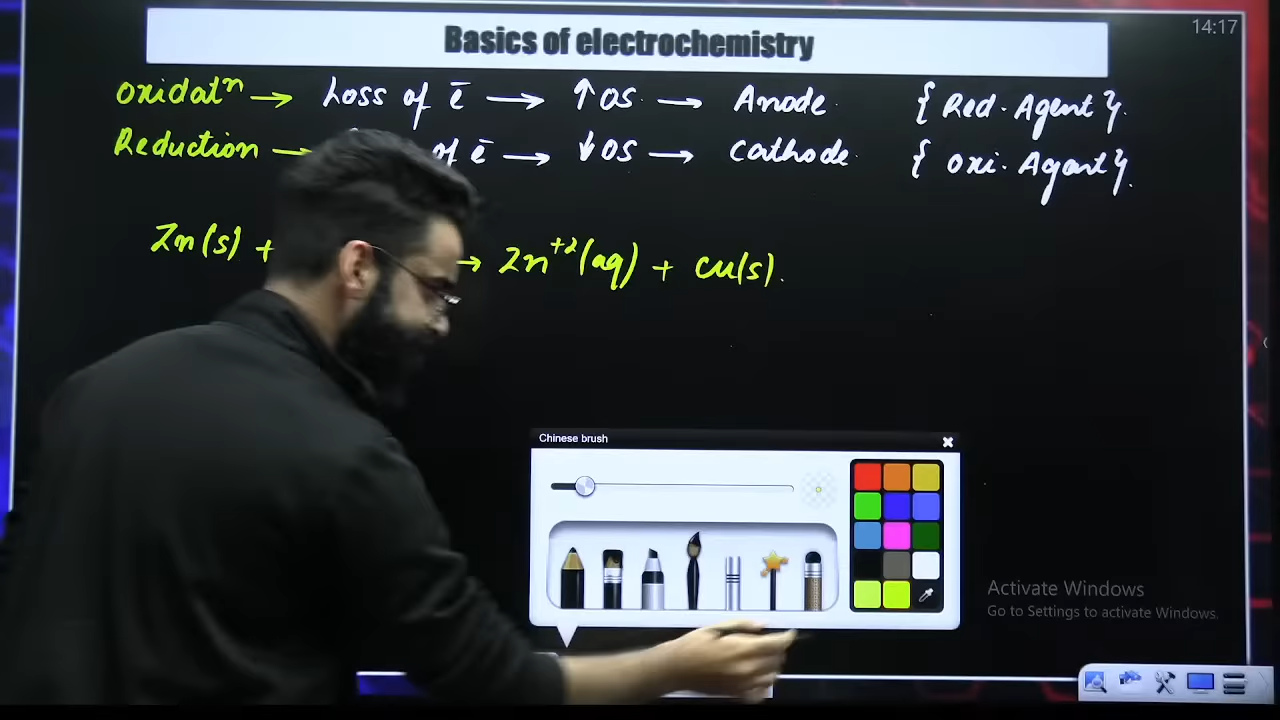 14:17
Basics of electrochemistry
oxidatⁿ → Loss of ē → ↑ OS → Anode {Red. Agent}.
Reduction → of ē → ↓ OS → cathode. {oxi. Agent}.
Zn(s) + → Zn⁺²(aq) + cu(s).
Chinese brush
Activate Windows
Go to Settings to activate Windows.